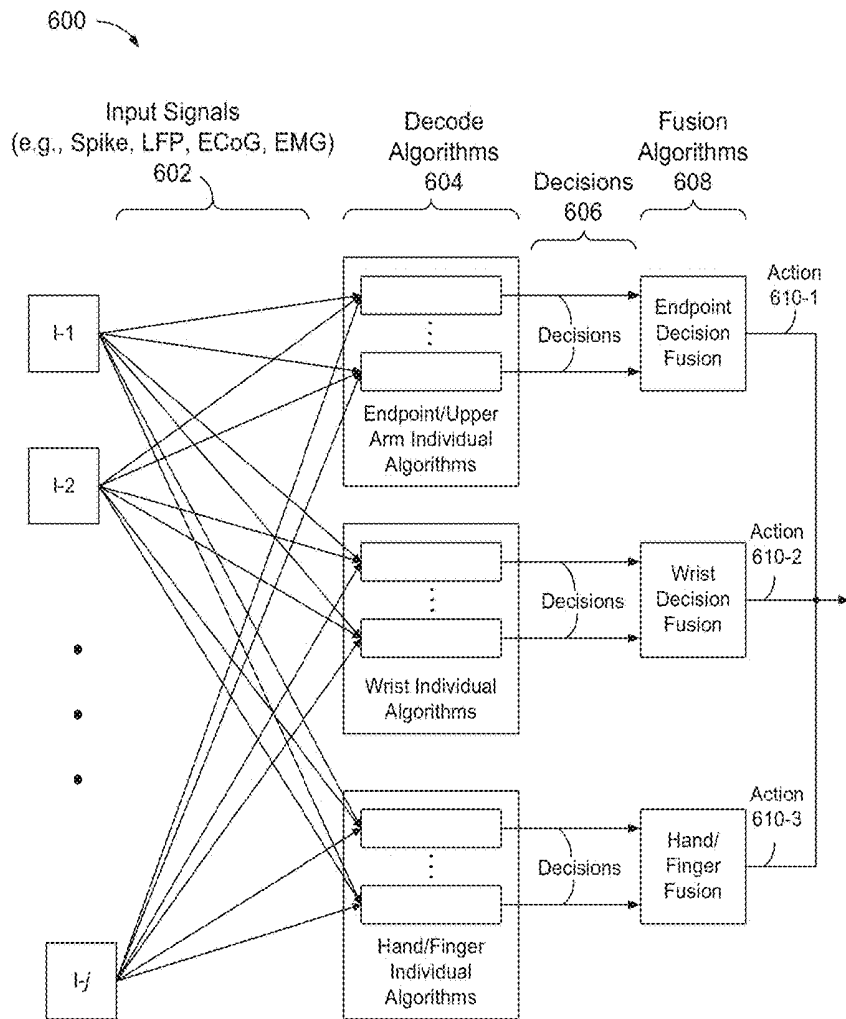 600
Input Signals
(e.g., Spike, LFP, ECoG, EMG)
602
Decode
Algorithms
604
Decisions
606
Fusion
Algorithms
608
I-1
I-2
I-j
Decisions
Endpoint/Upper
Arm Individual
Algorithms
Endpoint
Decision
Fusion
Action
610-1
Decisions
Wrist Individual
Algorithms
Wrist
Decision
Fusion
Action
610-2
Decisions
Hand/Finger
Individual
Algorithms
Hand/
Finger
Fusion
Action
610-3